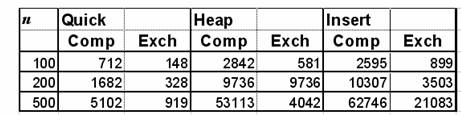 n Quick Heap Insert
Comp Exch Comp Exch Comp Exch
100 712 148 2842 581 2595 899
200 1682 328 9736 9736 10307 3503
500 5102 919 53113 4042 62746 21083